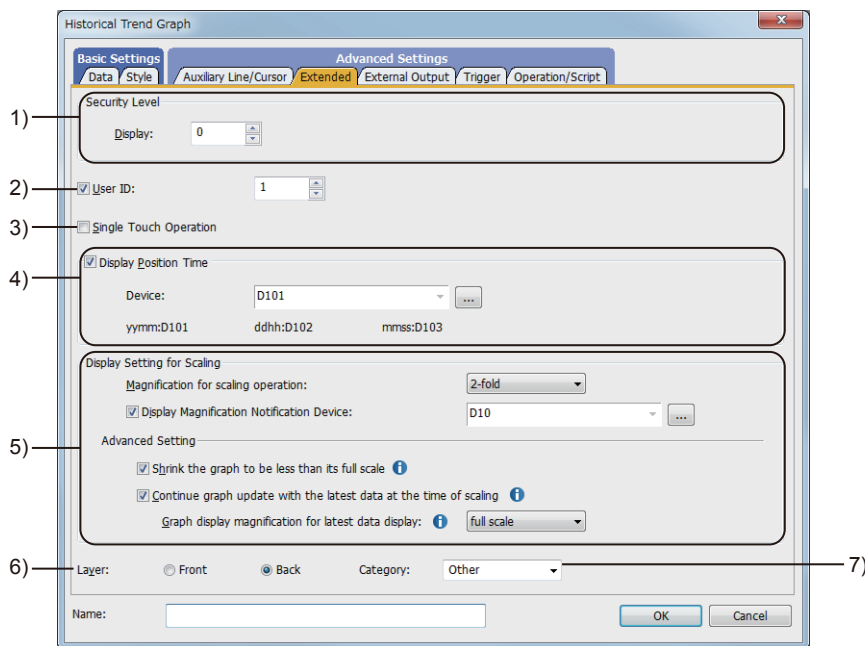 Historical Trend Graph
Basic Settings
Advanced Settings
Data
Style
Auxiliary Line/Cursor
Extended
External Output
Trigger
Operation/Script
1)
Security Level
Display:
0
2)
User ID:
1
3)
Single Touch Operation
4)
Display Position Time
Device:
D101
...
yymm:D101
ddhh:D102
mmss:D103
5)
Display Setting for Scaling
Magnification for scaling operation:
2-fold
Display Magnification Notification Device:
D10
...
Advanced Setting
Shrink the graph to be less than its full scale
Continue graph update with the latest data at the time of scaling
Graph display magnification for latest data display:
full scale
6)
Layer:
Front
Back
Category:
Other
7)
Name:
OK
Cancel